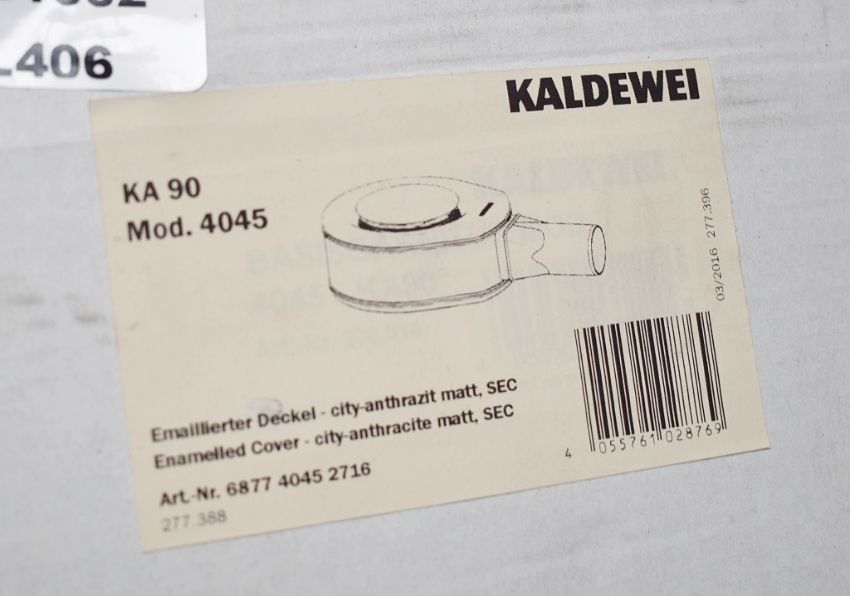 406
KALDEWEI
KA 90
Mod. 4045
03/2016 277.396
Emaillierter Deckel - city-anthrazit matt, SEC
Enamelled Cover - city-anthracite matt, SEC
Art.-Nr. 6877 4045 2716
277.388
4 055761 028769